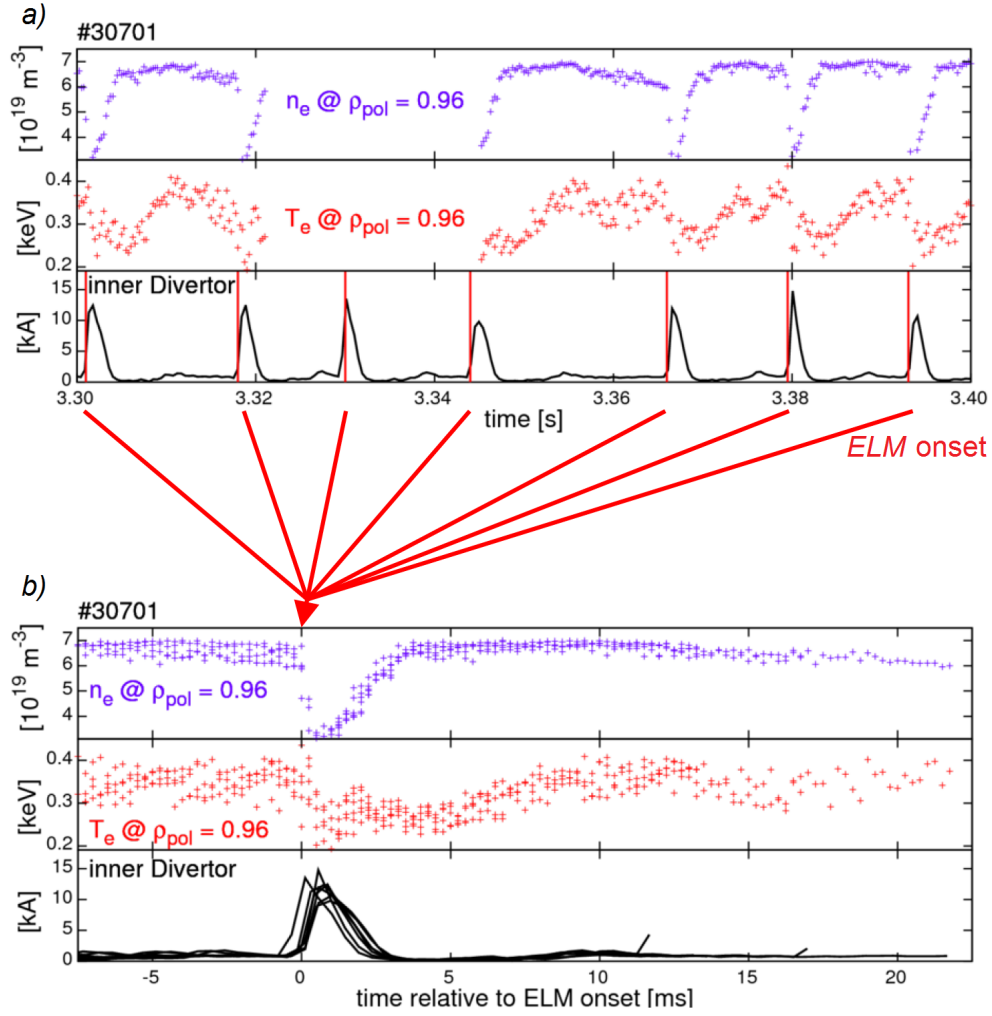 a)
#30701
[10¹⁹ m⁻³]
7
6
5
4
nₑ @ ρpol = 0.96
[keV]
0.4
0.3
0.2
Tₑ @ ρpol = 0.96
[kA]
15
10
5
0
inner Divertor
3.30 3.32 3.34 3.36 3.38 3.40
time [s]
ELM onset
b)
#30701
[10¹⁹ m⁻³]
7
6
5
4
nₑ @ ρpol = 0.96
[keV]
0.4
0.3
0.2
Tₑ @ ρpol = 0.96
[kA]
15
10
5
0
inner Divertor
-5 0 5 10 15 20
time relative to ELM onset [ms]